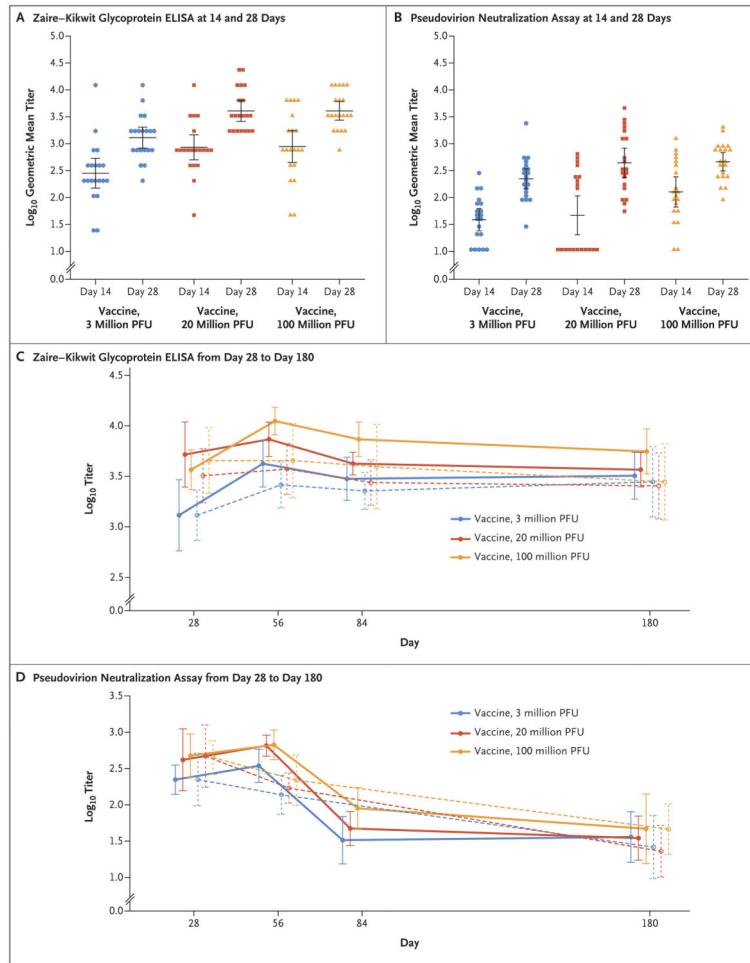 A Zaire–Kikwit Glycoprotein ELISA at 14 and 28 Days
Log10 Geometric Mean Titer
5.0
4.5
4.0
3.5
3.0
2.5
2.0
1.5
1.0
0.0
Day 14 Day 28 Day 14 Day 28 Day 14 Day 28
Vaccine, 3 Million PFU
Vaccine, 20 Million PFU
Vaccine, 100 Million PFU
B Pseudovirion Neutralization Assay at 14 and 28 Days
Log10 Geometric Mean Titer
5.0
4.5
4.0
3.5
3.0
2.5
2.0
1.5
1.0
0.0
Day 14 Day 28 Day 14 Day 28 Day 14 Day 28
Vaccine, 3 Million PFU
Vaccine, 20 Million PFU
Vaccine, 100 Million PFU
C Zaire–Kikwit Glycoprotein ELISA from Day 28 to Day 180
Log10 Titer
4.5
4.0
3.5
3.0
2.5
0.0
Vaccine, 3 million PFU
Vaccine, 20 million PFU
Vaccine, 100 million PFU
28 56 84 180
Day
D Pseudovirion Neutralization Assay from Day 28 to Day 180
Log10 Titer
3.5
3.0
2.5
2.0
1.5
1.0
0.0
Vaccine, 3 million PFU
Vaccine, 20 million PFU
Vaccine, 100 million PFU
28 56 84 180
Day